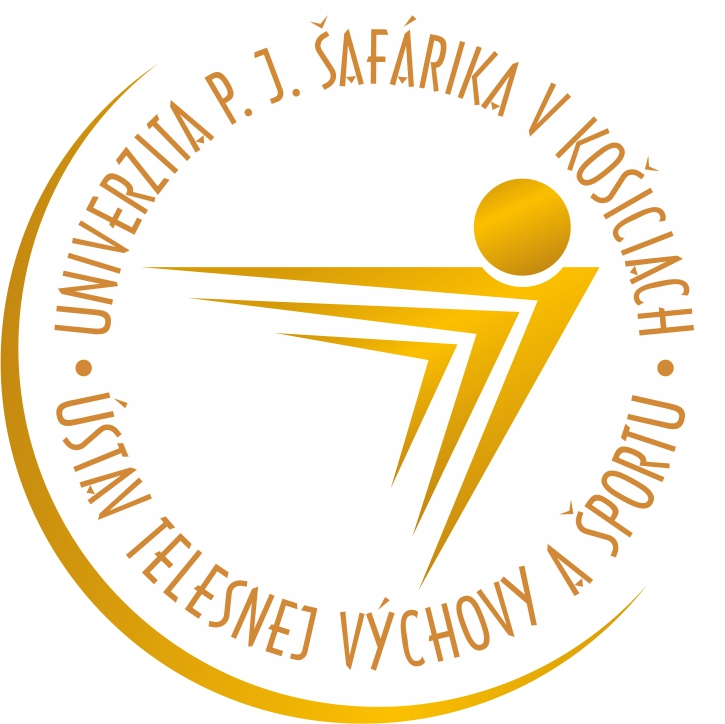 UNIVERZITA P. J. ŠAFÁRIKA V KOŠICIACH
ÚSTAV TELESNEJ VÝCHOVY A ŠPORTU